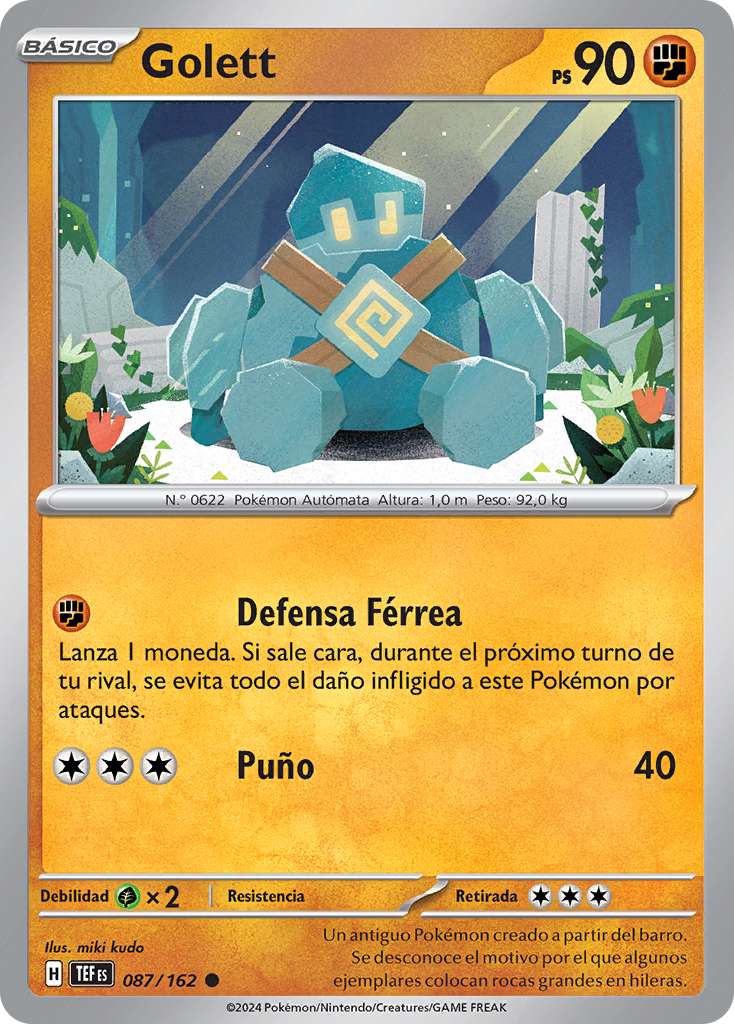 BÁSICO
Golett
PS 90
N.º 0622 Pokémon Autómata Altura: 1,0 m Peso: 92,0 kg
Defensa Férrea
Lanza 1 moneda. Si sale cara, durante el próximo turno de
tu rival, se evita todo el daño infligido a este Pokémon por
ataques.
Puño 40
Debilidad ×2 Resistencia Retirada
Ilus. miki kudo
H TEF ES 087/162
Un antiguo Pokémon creado a partir del barro.
Se desconoce el motivo por el que algunos
ejemplares colocan rocas grandes en hileras.
©2024 Pokémon/Nintendo/Creatures/GAME FREAK